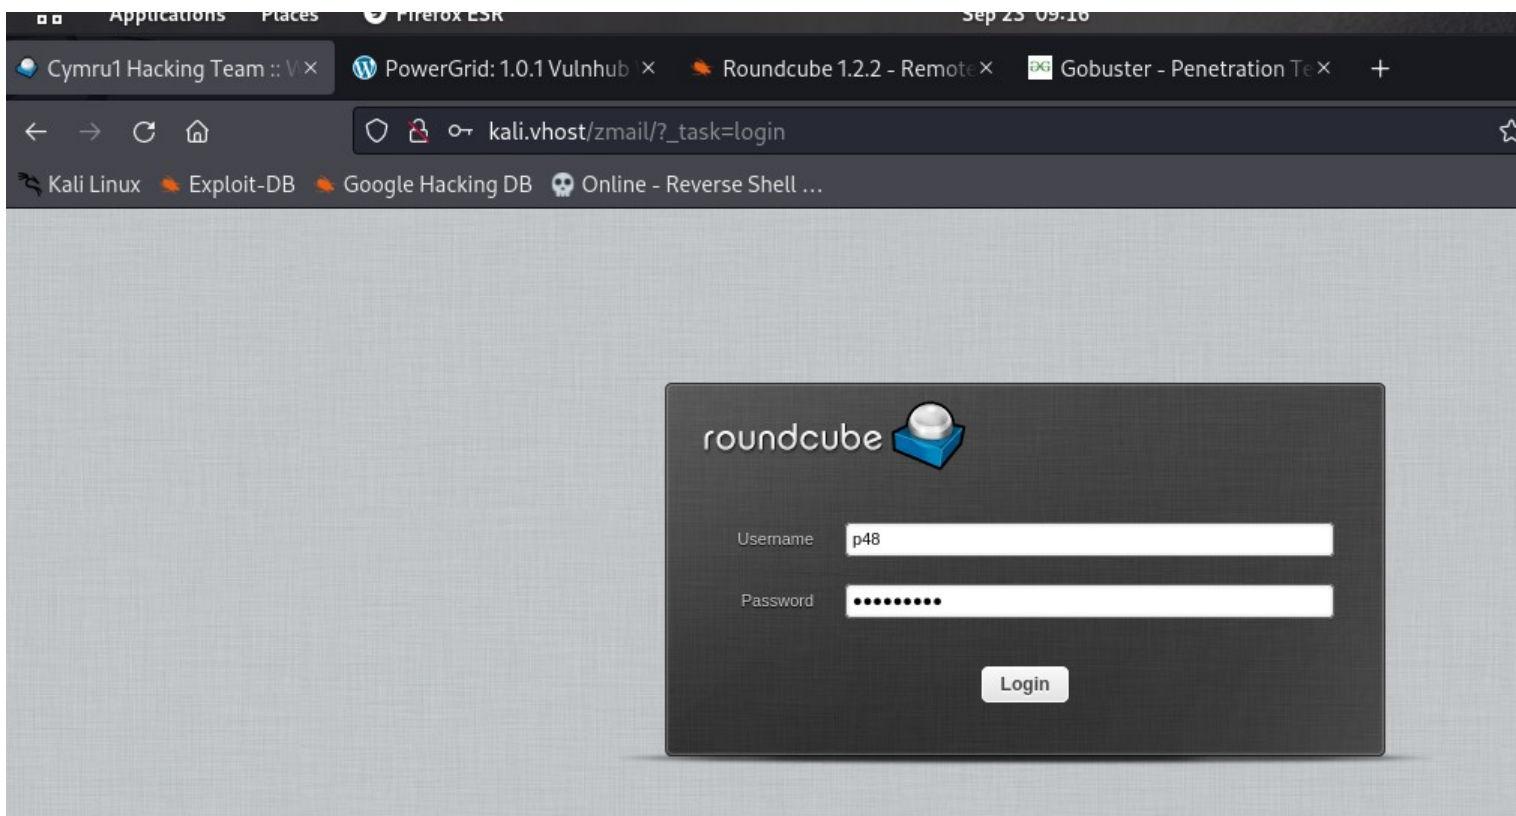 Applications Places Firefox ESR Sep 23 09:16
Cymru1 Hacking Team :: PowerGrid: 1.0.1 Vulnhub Roundcube 1.2.2 - Remote Gobuster - Penetration Te
kali.vhost/zmail/?_task=login
Kali Linux Exploit-DB Google Hacking DB Online - Reverse Shell ...
roundcube
Username p48
Password
Login